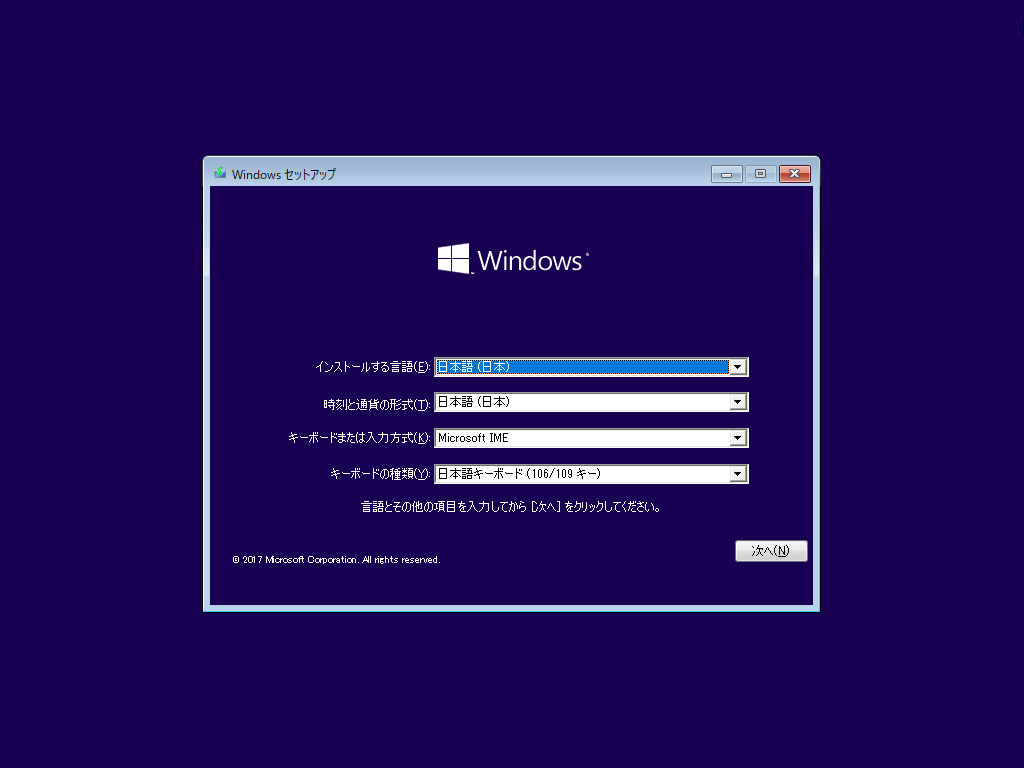 Windows セットアップ
Windows
インストールする言語(E): 日本語 (日本)
時刻と通貨の形式(T): 日本語 (日本)
キーボードまたは入力方式(K): Microsoft IME
キーボードの種類(Y): 日本語キーボード (106/109 キー)
言語とその他の項目を入力してから [次へ] をクリックしてください。
次へ(N)
© 2017 Microsoft Corporation. All rights reserved.